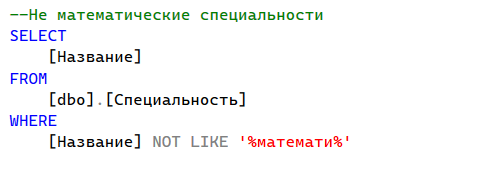 --Не математические специальности
SELECT
[Название]
FROM
[dbo].[Специальность]
WHERE
[Название] NOT LIKE '%математи%'